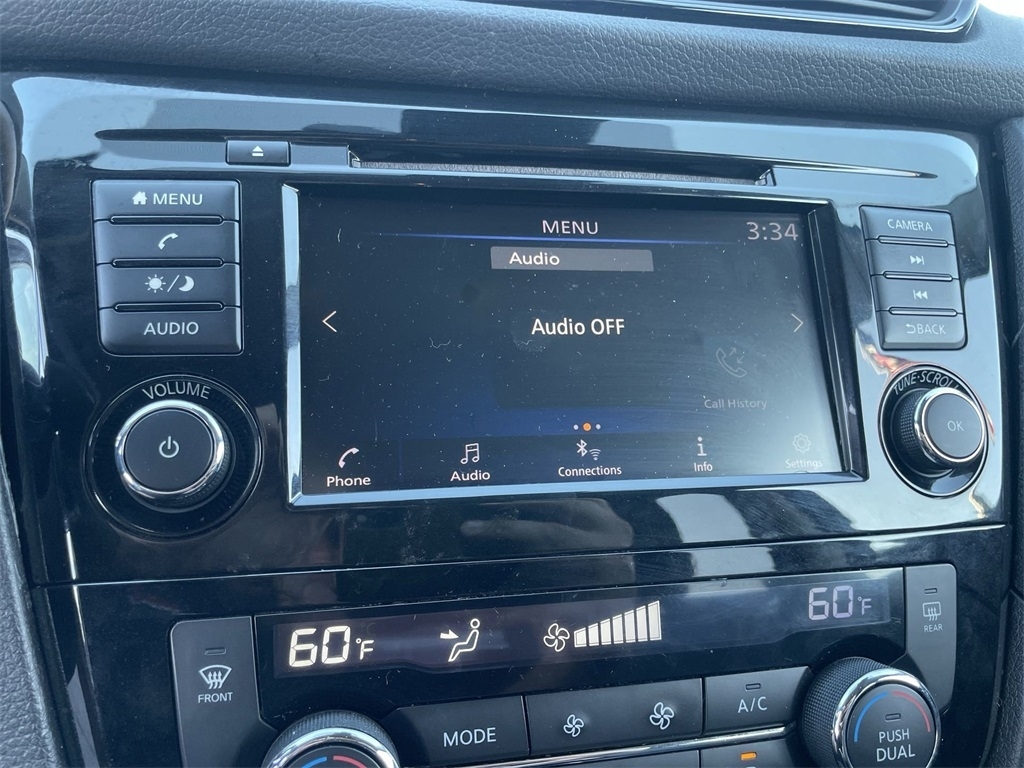 MENU
AUDIO
VOLUME
MENU
3:34
Audio
Audio OFF
Call History
Phone
Audio
Connections
Info
Settings
CAMERA
BACK
TUNE·SCROLL
OK
60°F
60°F
FRONT
REAR
MODE
A/C
PUSH
DUAL